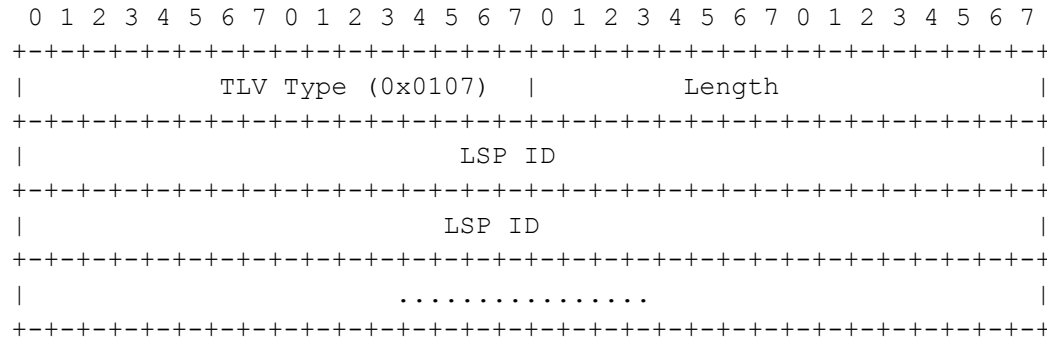 0 1 2 3 4 5 6 7 0 1 2 3 4 5 6 7 0 1 2 3 4 5 6 7 0 1 2 3 4 5 6 7
+-+-+-+-+-+-+-+-+-+-+-+-+-+-+-+-+-+-+-+-+-+-+-+-+-+-+-+-+-+-+-+-+
|            TLV Type (0x0107)  |         Length                |
+-+-+-+-+-+-+-+-+-+-+-+-+-+-+-+-+-+-+-+-+-+-+-+-+-+-+-+-+-+-+-+-+
|                           LSP ID                              |
+-+-+-+-+-+-+-+-+-+-+-+-+-+-+-+-+-+-+-+-+-+-+-+-+-+-+-+-+-+-+-+-+
|                          LSP ID                               |
+-+-+-+-+-+-+-+-+-+-+-+-+-+-+-+-+-+-+-+-+-+-+-+-+-+-+-+-+-+-+-+-+
|                       ................                        |
+-+-+-+-+-+-+-+-+-+-+-+-+-+-+-+-+-+-+-+-+-+-+-+-+-+-+-+-+-+-+-+-+